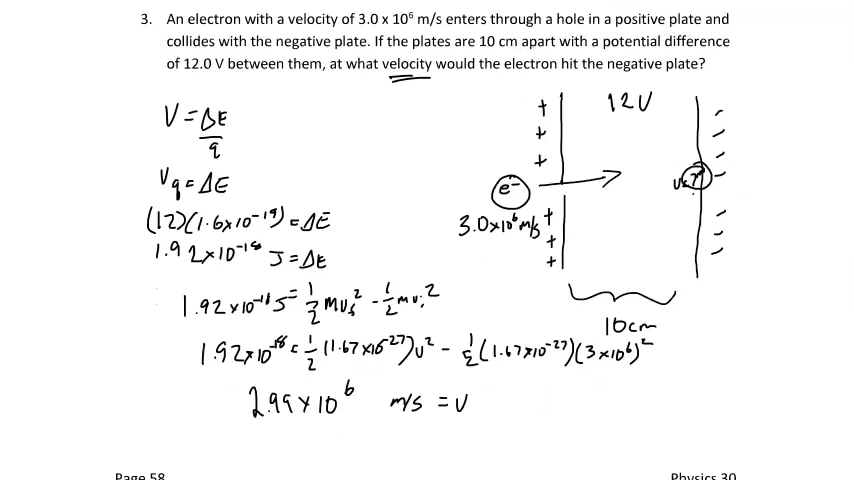 3. An electron with a velocity of 3.0 x 10⁶ m/s enters through a hole in a positive plate and
collides with the negative plate. If the plates are 10 cm apart with a potential difference
of 12.0 V between them, at what velocity would the electron hit the negative plate?
V = ΔE/q
Vq = ΔE
(12)(1.6x10⁻¹⁹) = ΔE
1.92x10⁻¹⁸ J = ΔE
+ + + 12V - - - -
e⁻
3.0x10⁶ m/s + + + - - -
10cm
1.92x10⁻¹⁸ J = 1/2 mv_f² - 1/2 mv_i²
1.92x10⁻¹⁸ = 1/2 (1.67x10⁻²⁷)v² - 1/2 (1.67x10⁻²⁷)(3x10⁶)²
2.99x10⁶ m/s = v
Page 58
Physics 30